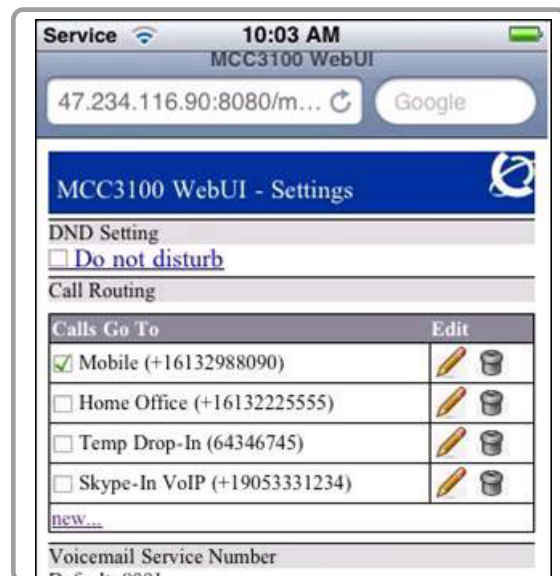 Service 10:03 AM
MCC3100 WebUI
47.234.116.90:8080/m... Google
MCC3100 WebUI - Settings
DND Setting
Do not disturb
Call Routing
Calls Go To Edit
Mobile (+16132988090)
Home Office (+16132225555)
Temp Drop-In (64346745)
Skype-In VoIP (+19053331234)
new...
Voicemail Service Number